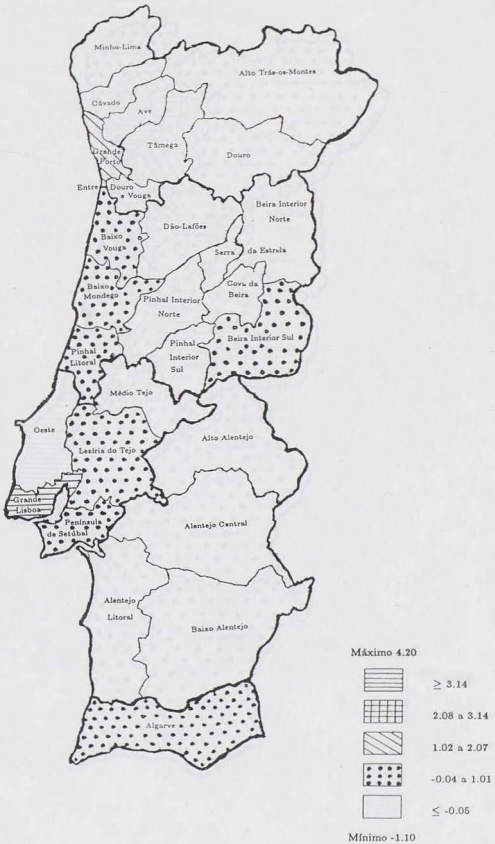 Minho-Lima
Alto Trás-os-Montes
Cávado
Ave
Tâmega
Grande
Porto
Douro
Entre Douro
e Vouga
Beira Interior
Norte
Dão-Lafões
Baixo
Vouga
Serra da Estrela
Baixo
Mondego
Cova da
Beira
Pinhal Interior
Norte
Beira Interior Sul
Pinhal
Interior
Sul
Pinhal
Litoral
Médio Tejo
Oeste
Alto Alentejo
Lezíria do Tejo
Grande
Lisboa
Península
de Setúbal
Alentejo Central
Alentejo
Litoral
Baixo Alentejo
Algarve
Máximo 4.20
≥ 3.14
2.08 a 3.14
1.02 a 2.07
-0.04 a 1.01
≤ -0.05
Mínimo -1.10